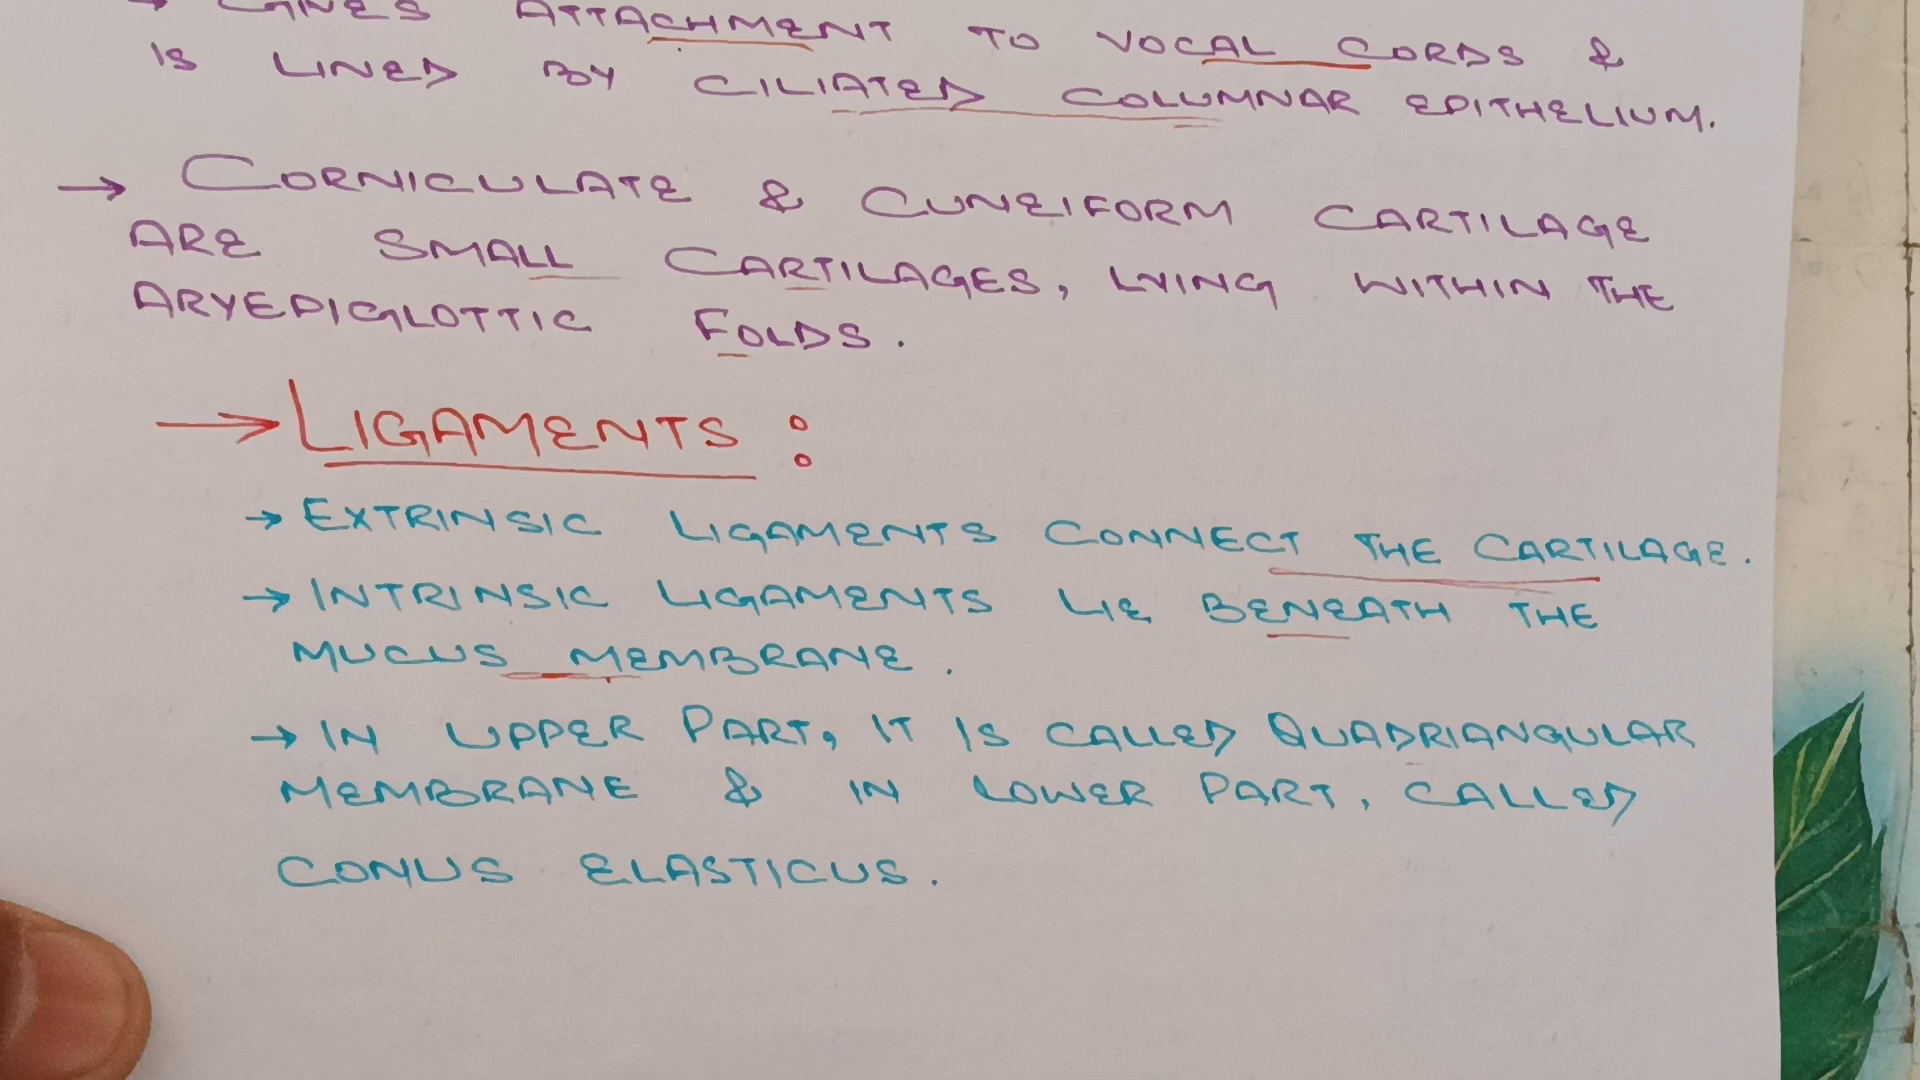 → GIVES ATTACHMENT TO VOCAL CORDS &
IS LINED BY CILIATED COLUMNAR EPITHELIUM.
→ CORNICULATE & CUNEIFORM CARTILAGE
ARE SMALL CARTILAGES, LYING WITHIN THE
ARYEPIGLOTTIC FOLDS.
→ LIGAMENTS :
→ EXTRINSIC LIGAMENTS CONNECT THE CARTILAGE.
→ INTRINSIC LIGAMENTS LIE BENEATH THE
MUCUS MEMBRANE.
→ IN UPPER PART, IT IS CALLED QUADRIANGULAR
MEMBRANE & IN LOWER PART, CALLED
CONUS ELASTICUS.